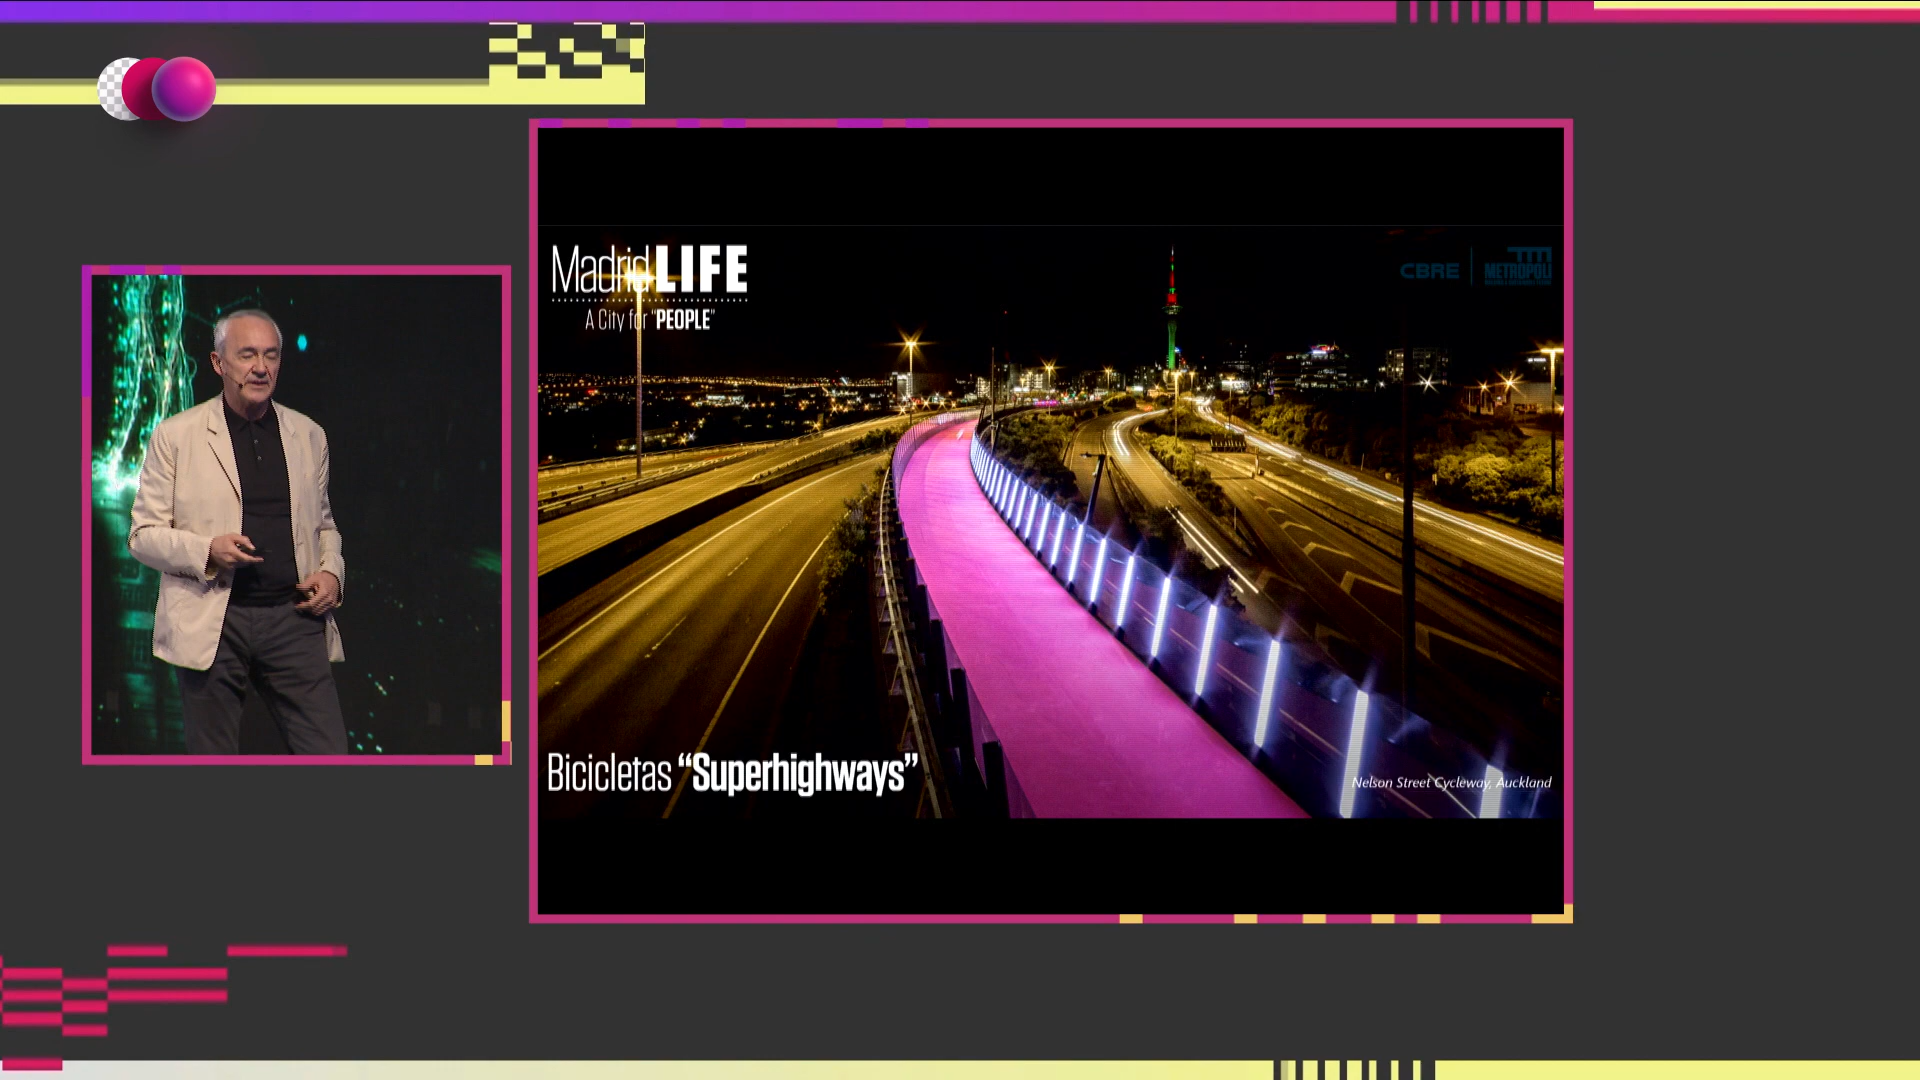 MadridLIFE
A City for "PEOPLE"
CBRE
METROPOLI
Bicicletas “Superhighways”
Nelson Street Cycleway, Auckland